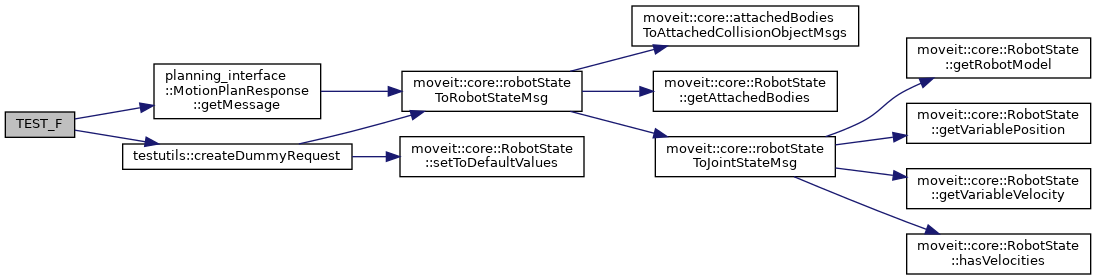 TEST_F
planning_interface
::MotionPlanResponse
::getMessage
testutils::createDummyRequest
moveit::core::robotState
ToRobotStateMsg
moveit::core::RobotState
::setToDefaultValues
moveit::core::attachedBodies
ToAttachedCollisionObjectMsgs
moveit::core::RobotState
::getAttachedBodies
moveit::core::robotState
ToJointStateMsg
moveit::core::RobotState
::getRobotModel
moveit::core::RobotState
::getVariablePosition
moveit::core::RobotState
::getVariableVelocity
moveit::core::RobotState
::hasVelocities